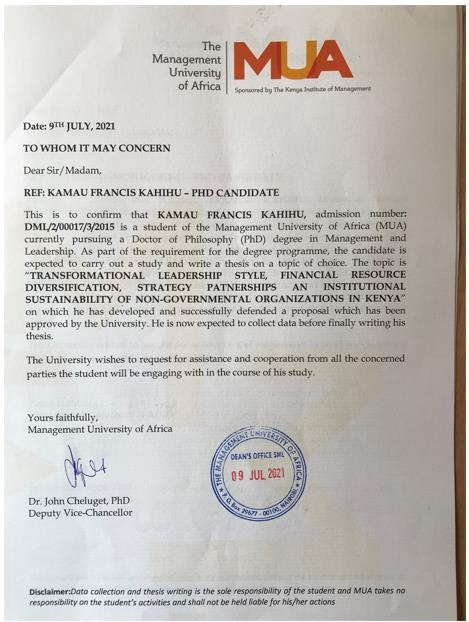 The
Management
University
of Africa
MUA
Sponsored by The Kenya Institute of Management
Date: 9TH JULY, 2021
TO WHOM IT MAY CONCERN
Dear Sir/Madam,
REF: KAMAU FRANCIS KAHIHU – PHD CANDIDATE
This is to confirm that KAMAU FRANCIS KAHIHU, admission number:
DML/2/00017/3/2015 is a student of the Management University of Africa (MUA)
currently pursuing a Doctor of Philosophy (PhD) degree in Management and
Leadership. As part of the requirement for the degree programme, the candidate is
expected to carry out a study and write a thesis on a topic of choice. The topic is
“TRANSFORMATIONAL LEADERSHIP STYLE, FINANCIAL RESOURCE
DIVERSIFICATION, STRATEGY PATNERSHIPS AN INSTITUTIONAL
SUSTAINABILITY OF NON-GOVERNMENTAL ORGANIZATIONS IN KENYA”
on which he has developed and successfully defended a proposal which has been
approved by the University. He is now expected to collect data before finally writing his
thesis.
The University wishes to request for assistance and cooperation from all the concerned
parties the student will be engaging with in the course of his study.
Yours faithfully,
Management University of Africa
THE MANAGEMENT UNIVERSITY OF AFRICA
DEAN'S OFFICE SML
09 JUL 2021
P. O. Box 29677 - 00100, NAIROBI
Dr. John Cheluget, PhD
Deputy Vice-Chancellor
Disclaimer:Data collection and thesis writing is the sole responsibility of the student and MUA takes no
responsibility on the student's activities and shall not be held liable for his/her actions